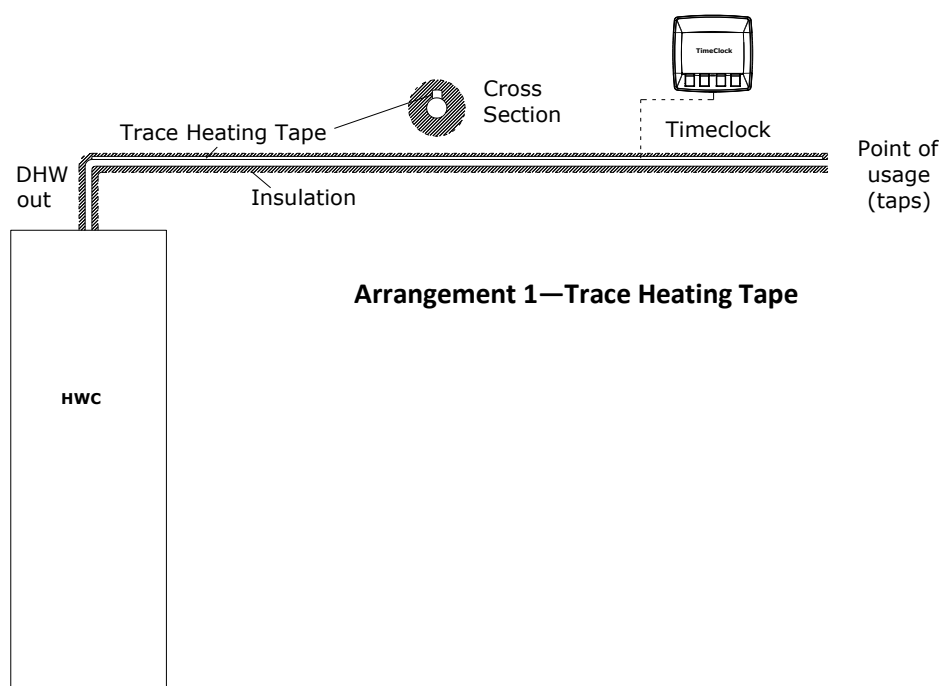 TimeClock
Cross
Section
Trace Heating Tape
Timeclock
Point of
usage
(taps)
DHW
out
Insulation
Arrangement 1—Trace Heating Tape
HWC